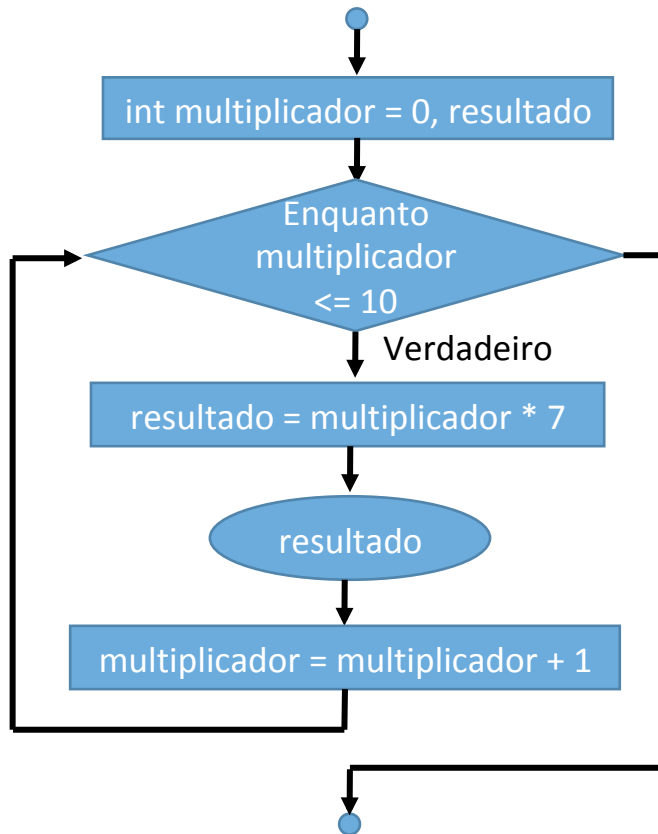 int multiplicador = 0, resultado
Enquanto
multiplicador
<= 10
Verdadeiro
resultado = multiplicador * 7
resultado
multiplicador = multiplicador + 1